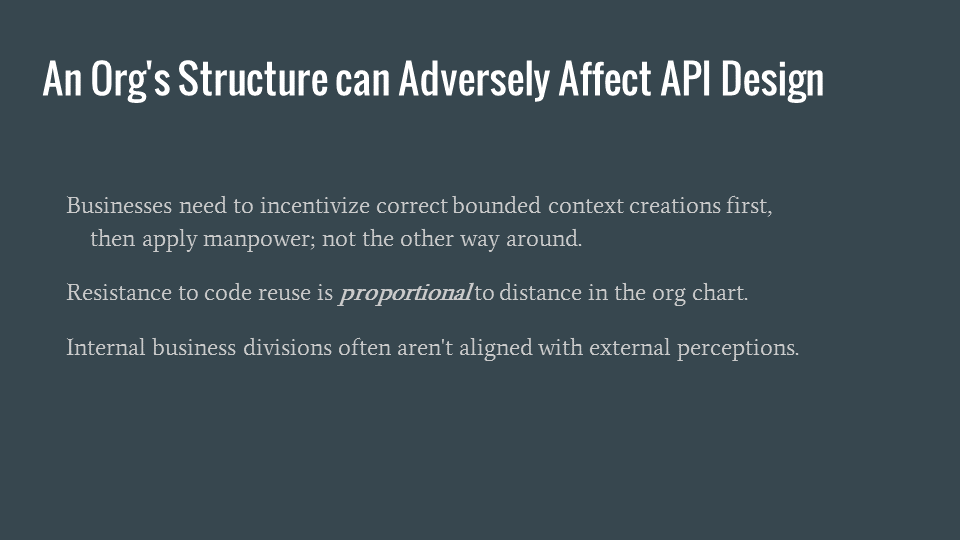 An Org's Structure can Adversely Affect API Design
Businesses need to incentivize correct bounded context creations first,
then apply manpower; not the other way around.
Resistance to code reuse is proportional to distance in the org chart.
Internal business divisions often aren't aligned with external perceptions.